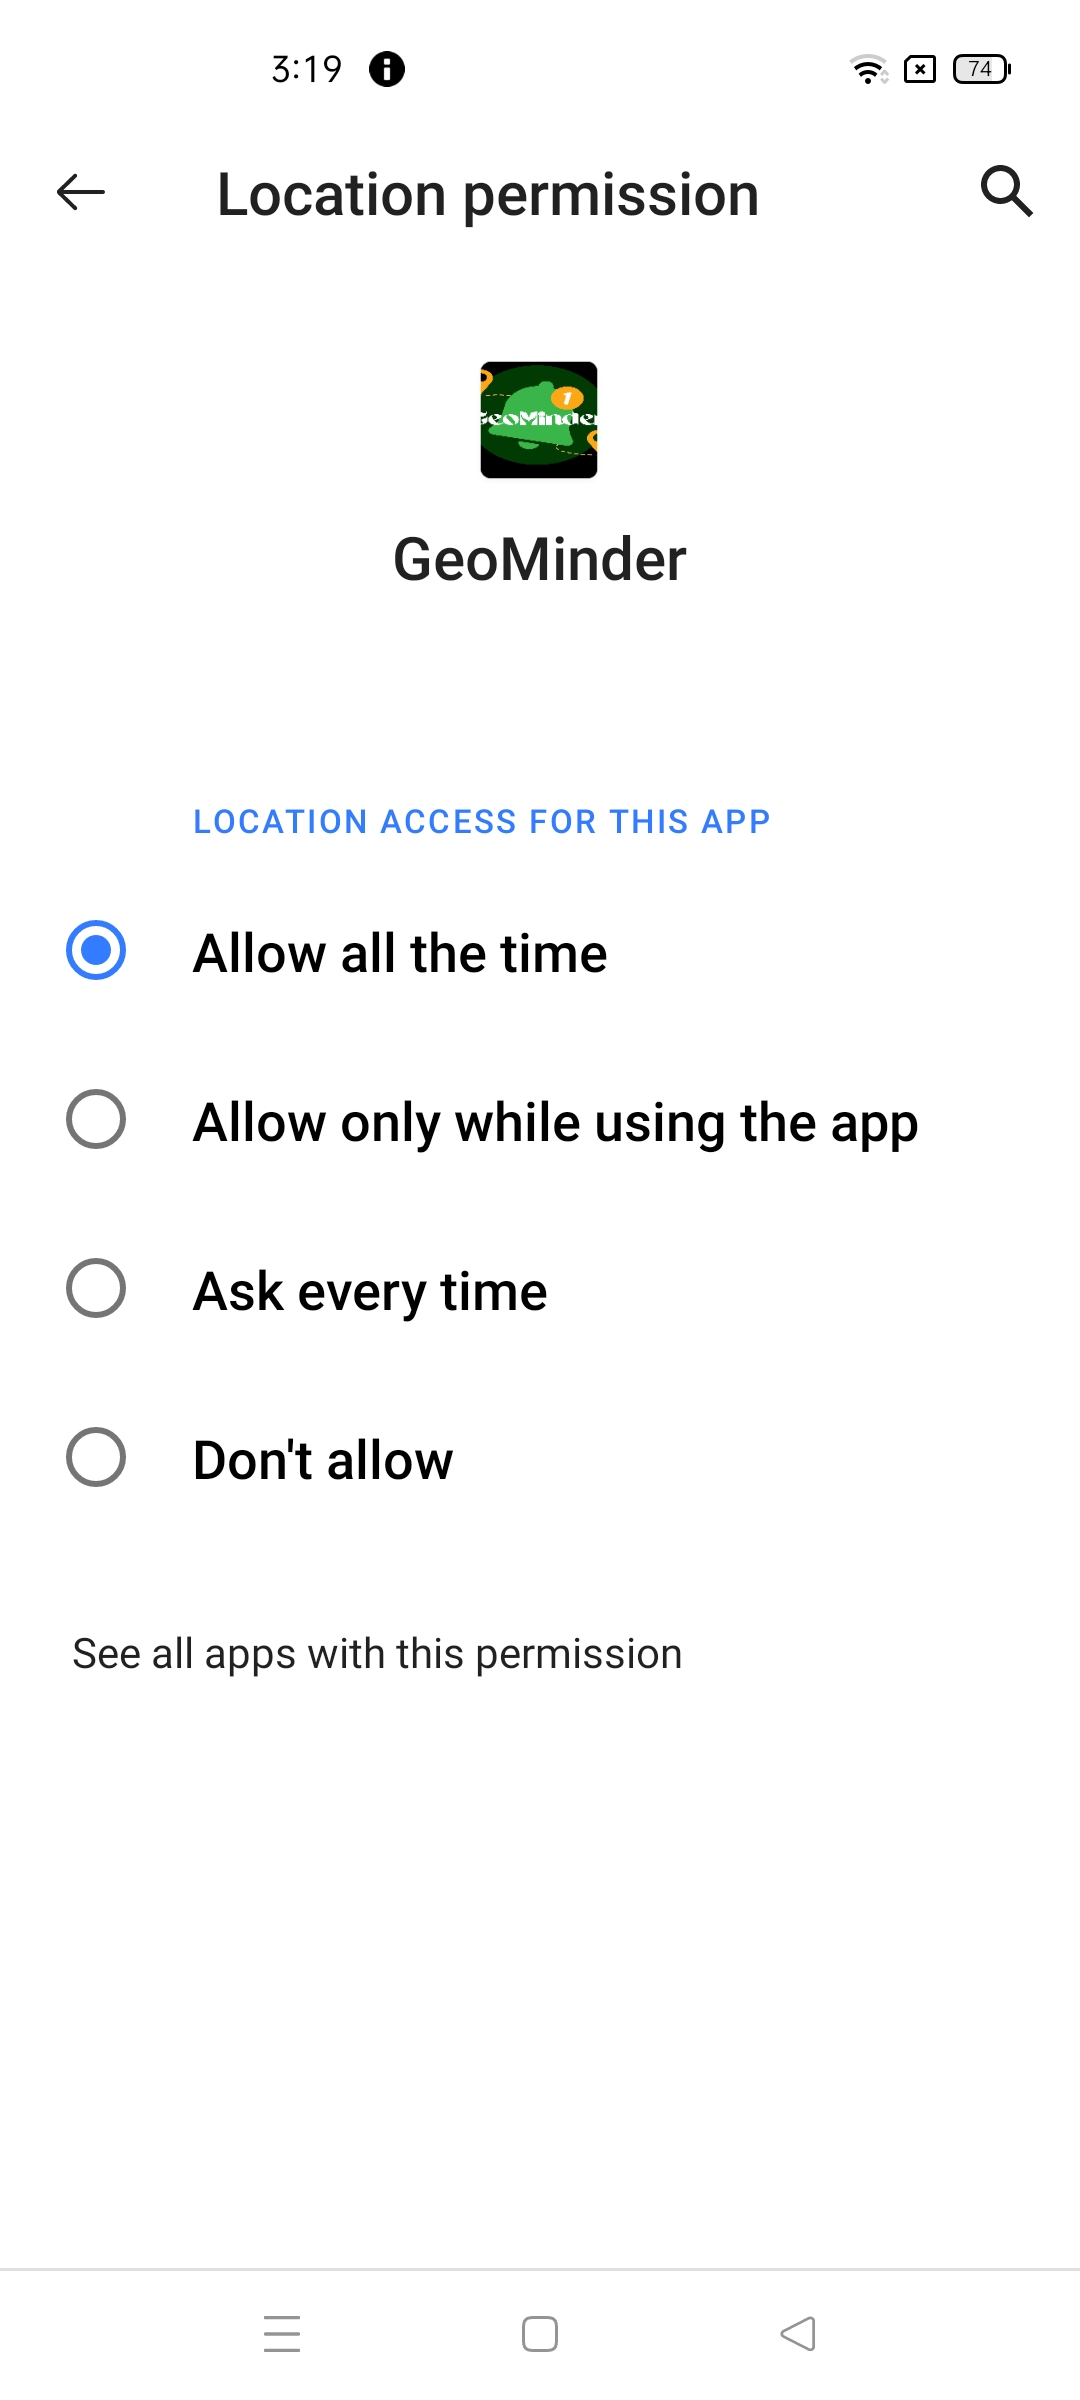 3:19
74
Location permission
1
GeoMinder
GeoMinder
LOCATION ACCESS FOR THIS APP
Allow all the time
Allow only while using the app
Ask every time
Don't allow
See all apps with this permission